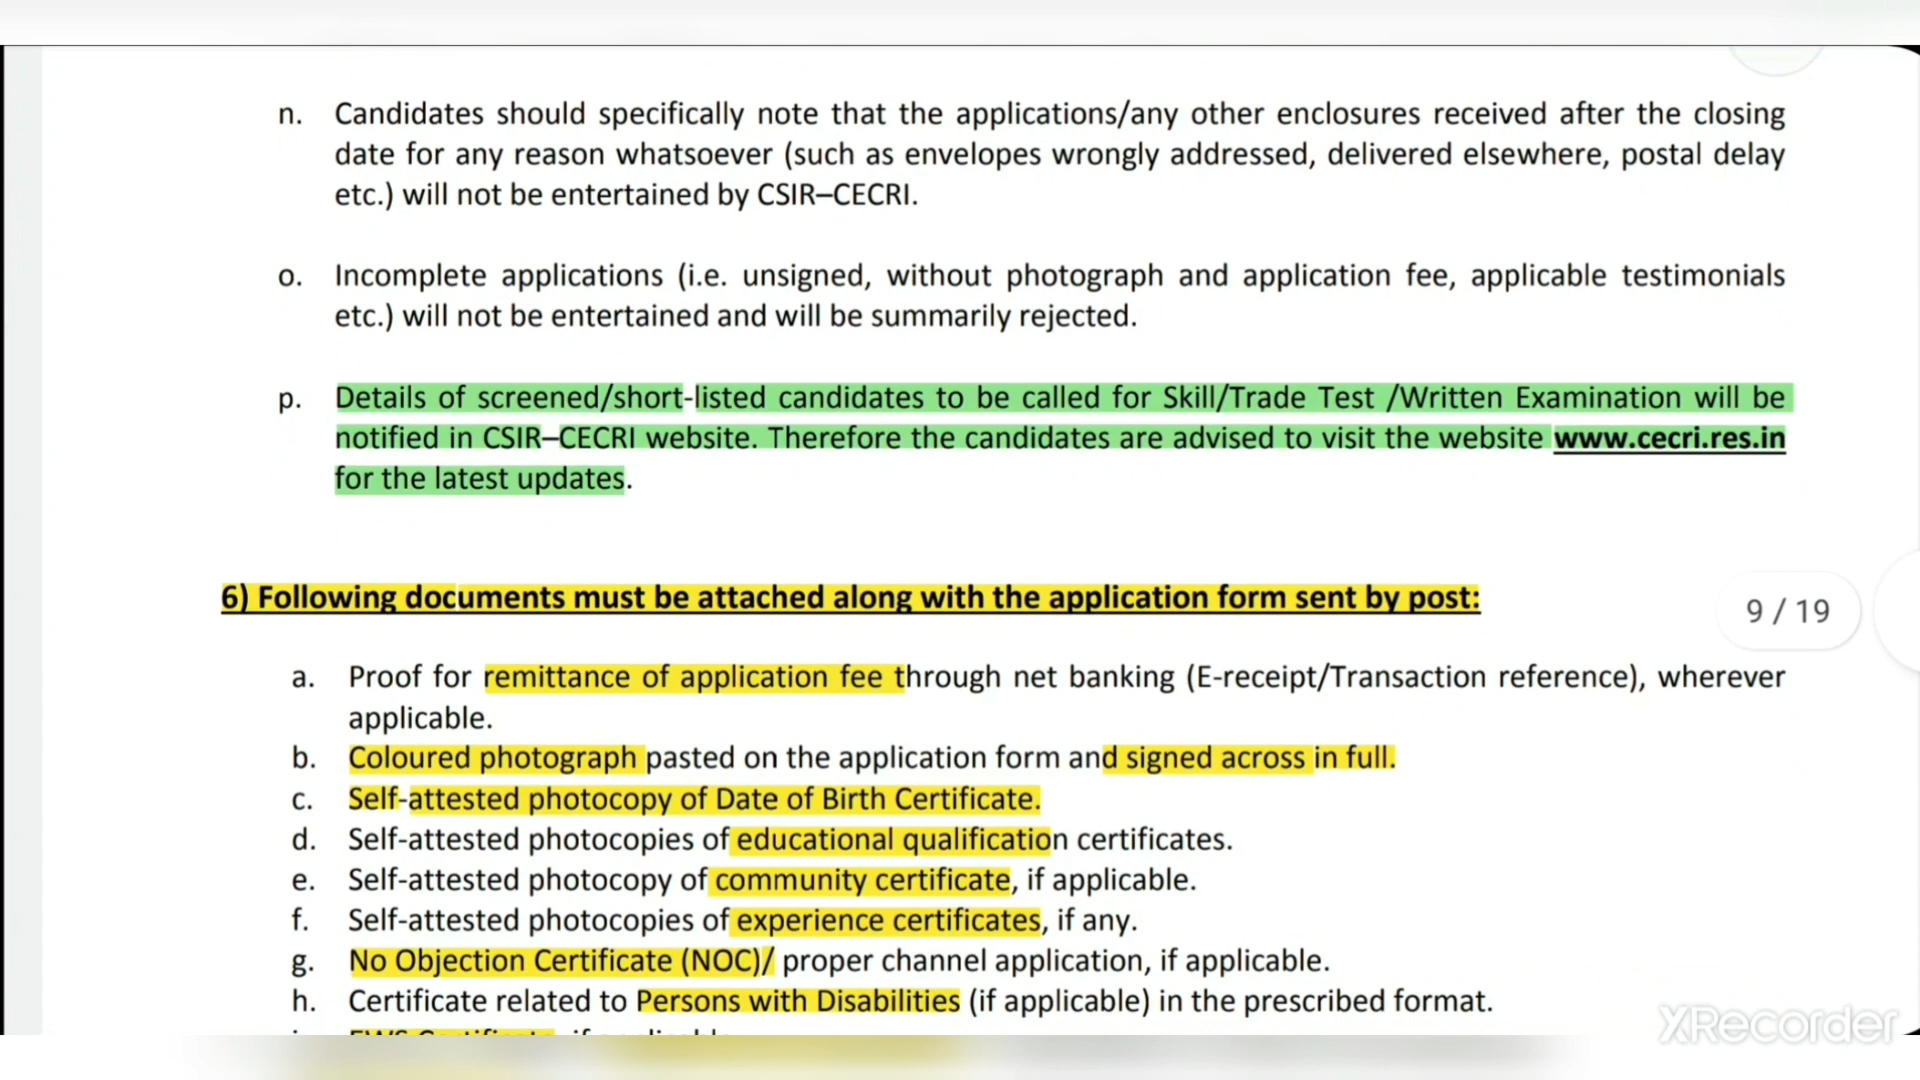 n. Candidates should specifically note that the applications/any other enclosures received after the closing
date for any reason whatsoever (such as envelopes wrongly addressed, delivered elsewhere, postal delay
etc.) will not be entertained by CSIR–CECRI.
o. Incomplete applications (i.e. unsigned, without photograph and application fee, applicable testimonials
etc.) will not be entertained and will be summarily rejected.
p. Details of screened/short-listed candidates to be called for Skill/Trade Test /Written Examination will be
notified in CSIR–CECRI website. Therefore the candidates are advised to visit the website www.cecri.res.in
for the latest updates.
6) Following documents must be attached along with the application form sent by post:
9 / 19
a. Proof for remittance of application fee through net banking (E-receipt/Transaction reference), wherever
applicable.
b. Coloured photograph pasted on the application form and signed across in full.
c. Self-attested photocopy of Date of Birth Certificate.
d. Self-attested photocopies of educational qualification certificates.
e. Self-attested photocopy of community certificate, if applicable.
f. Self-attested photocopies of experience certificates, if any.
g. No Objection Certificate (NOC)/ proper channel application, if applicable.
h. Certificate related to Persons with Disabilities (if applicable) in the prescribed format.
XRecorder